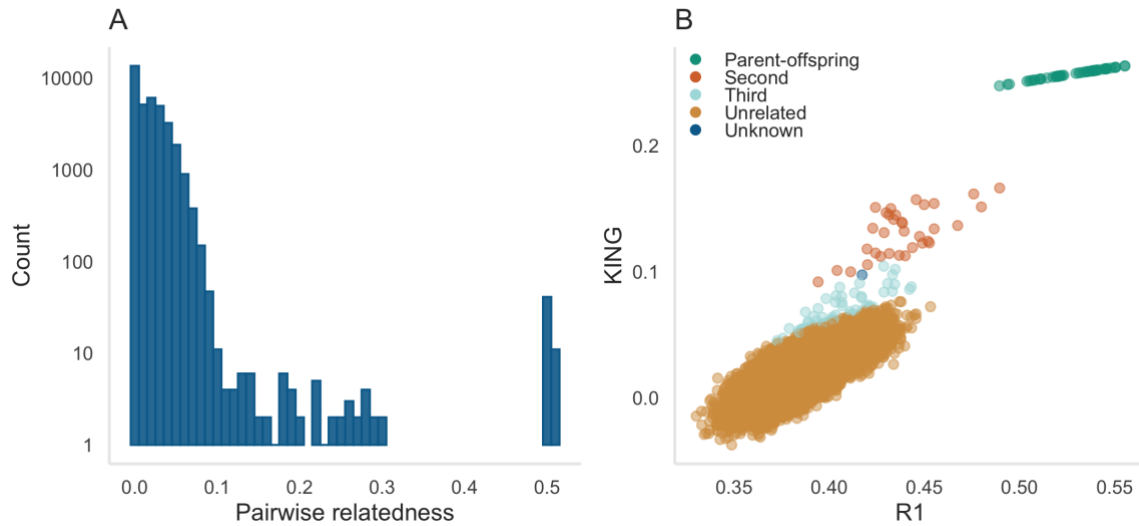 A
10000
1000
100
10
1
Count
0.0 0.1 0.2 0.3 0.4 0.5
Pairwise relatedness
B
Parent-offspring
Second
Third
Unrelated
Unknown
0.2
0.1
0.0
KING
0.35 0.40 0.45 0.50 0.55
R1